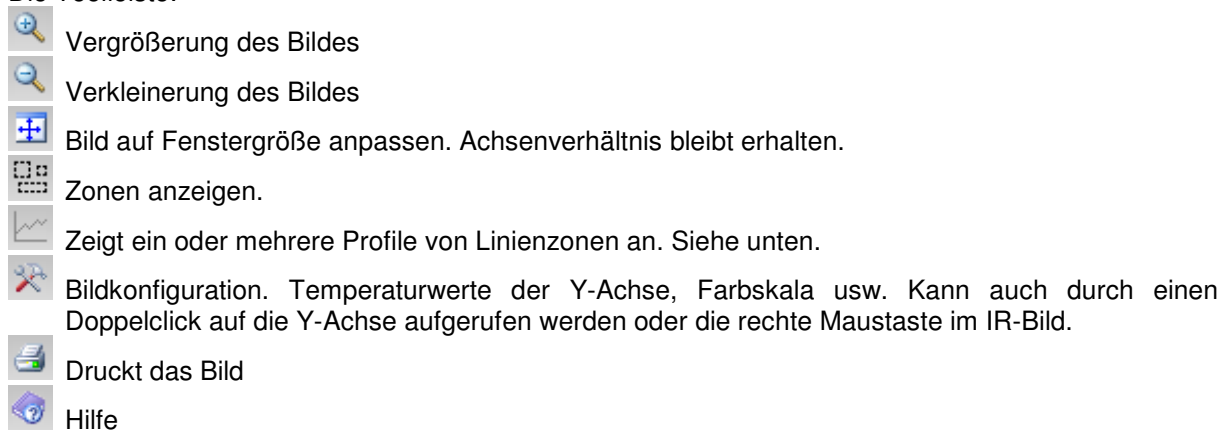 Die Toolleiste:
Vergrößerung des Bildes
Verkleinerung des Bildes
Bild auf Fenstergröße anpassen. Achsenverhältnis bleibt erhalten.
Zonen anzeigen.
Zeigt ein oder mehrere Profile von Linienzonen an. Siehe unten.
Bildkonfiguration. Temperaturwerte der Y-Achse, Farbskala usw. Kann auch durch einen
Doppelclick auf die Y-Achse aufgerufen werden oder die rechte Maustaste im IR-Bild.
Druckt das Bild
Hilfe